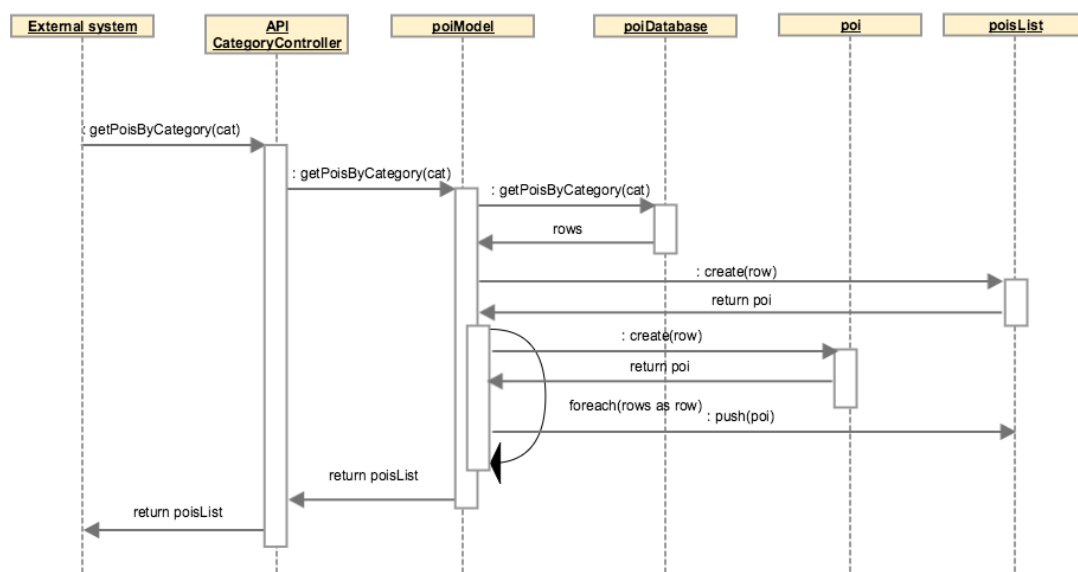 External system
API
CategoryController
poiModel
poiDatabase
poi
poisList
: getPoisByCategory(cat)
: getPoisByCategory(cat)
: getPoisByCategory(cat)
rows
: create(row)
return poi
: create(row)
return poi
foreach(rows as row)
: push(poi)
return poisList
return poisList